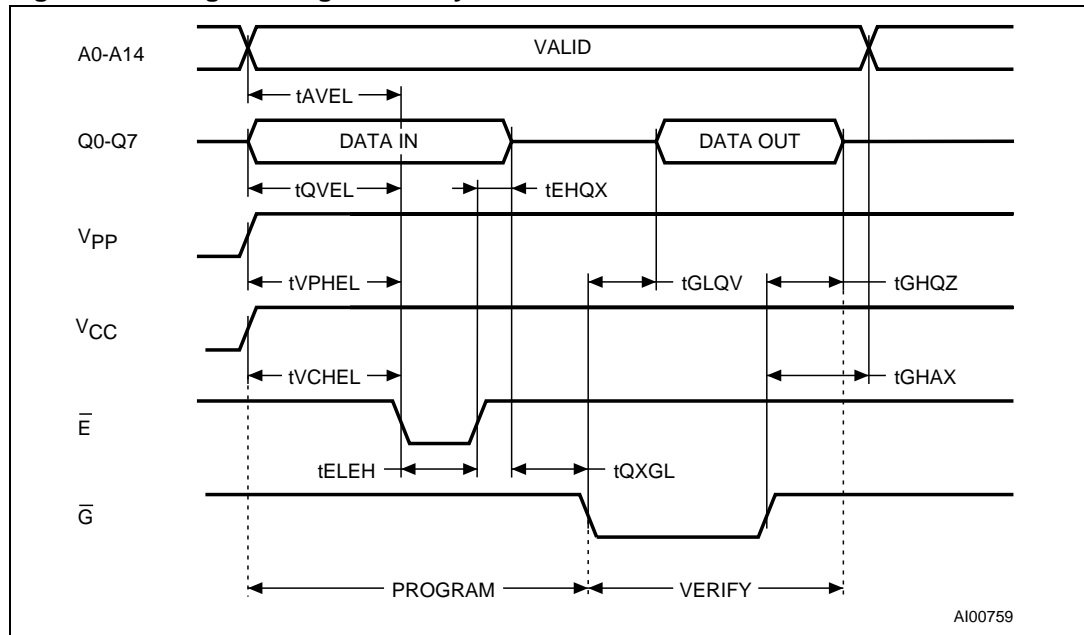 A0-A14
VALID
tAVEL
Q0-Q7
DATA IN
DATA OUT
tQVEL
tEHQX
VPP
tVPHEL
tGLQV
tGHQZ
VCC
tVCHEL
tGHAX
E̅
tELEH
tQXGL
G̅
PROGRAM
VERIFY
AI00759